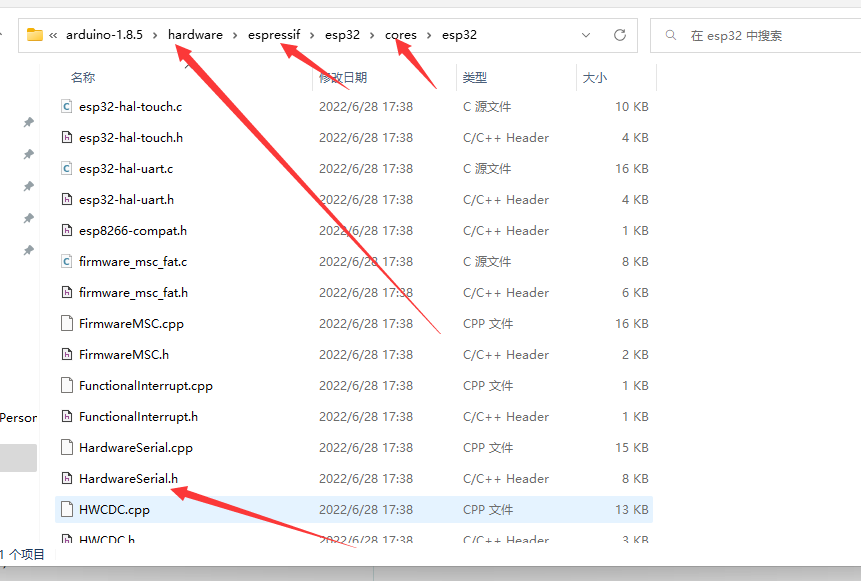 « arduino-1.8.5 › hardware › espressif › esp32 › cores › esp32
在 esp32 中搜索
名称 修改日期 类型 大小
esp32-hal-touch.c 2022/6/28 17:38 C 源文件 10 KB
esp32-hal-touch.h 2022/6/28 17:38 C/C++ Header 4 KB
esp32-hal-uart.c 2022/6/28 17:38 C 源文件 16 KB
esp32-hal-uart.h 2022/6/28 17:38 C/C++ Header 4 KB
esp8266-compat.h 2022/6/28 17:38 C/C++ Header 1 KB
firmware_msc_fat.c 2022/6/28 17:38 C 源文件 8 KB
firmware_msc_fat.h 2022/6/28 17:38 C/C++ Header 6 KB
FirmwareMSC.cpp 2022/6/28 17:38 CPP 文件 16 KB
FirmwareMSC.h 2022/6/28 17:38 C/C++ Header 2 KB
FunctionalInterrupt.cpp 2022/6/28 17:38 CPP 文件 1 KB
Person
FunctionalInterrupt.h 2022/6/28 17:38 C/C++ Header 1 KB
HardwareSerial.cpp 2022/6/28 17:38 CPP 文件 15 KB
HardwareSerial.h 2022/6/28 17:38 C/C++ Header 8 KB
HWCDC.cpp 2022/6/28 17:38 CPP 文件 13 KB
HWCDC.h 2022/6/28 17:38 C/C++ Header 3 KB
1 个项目